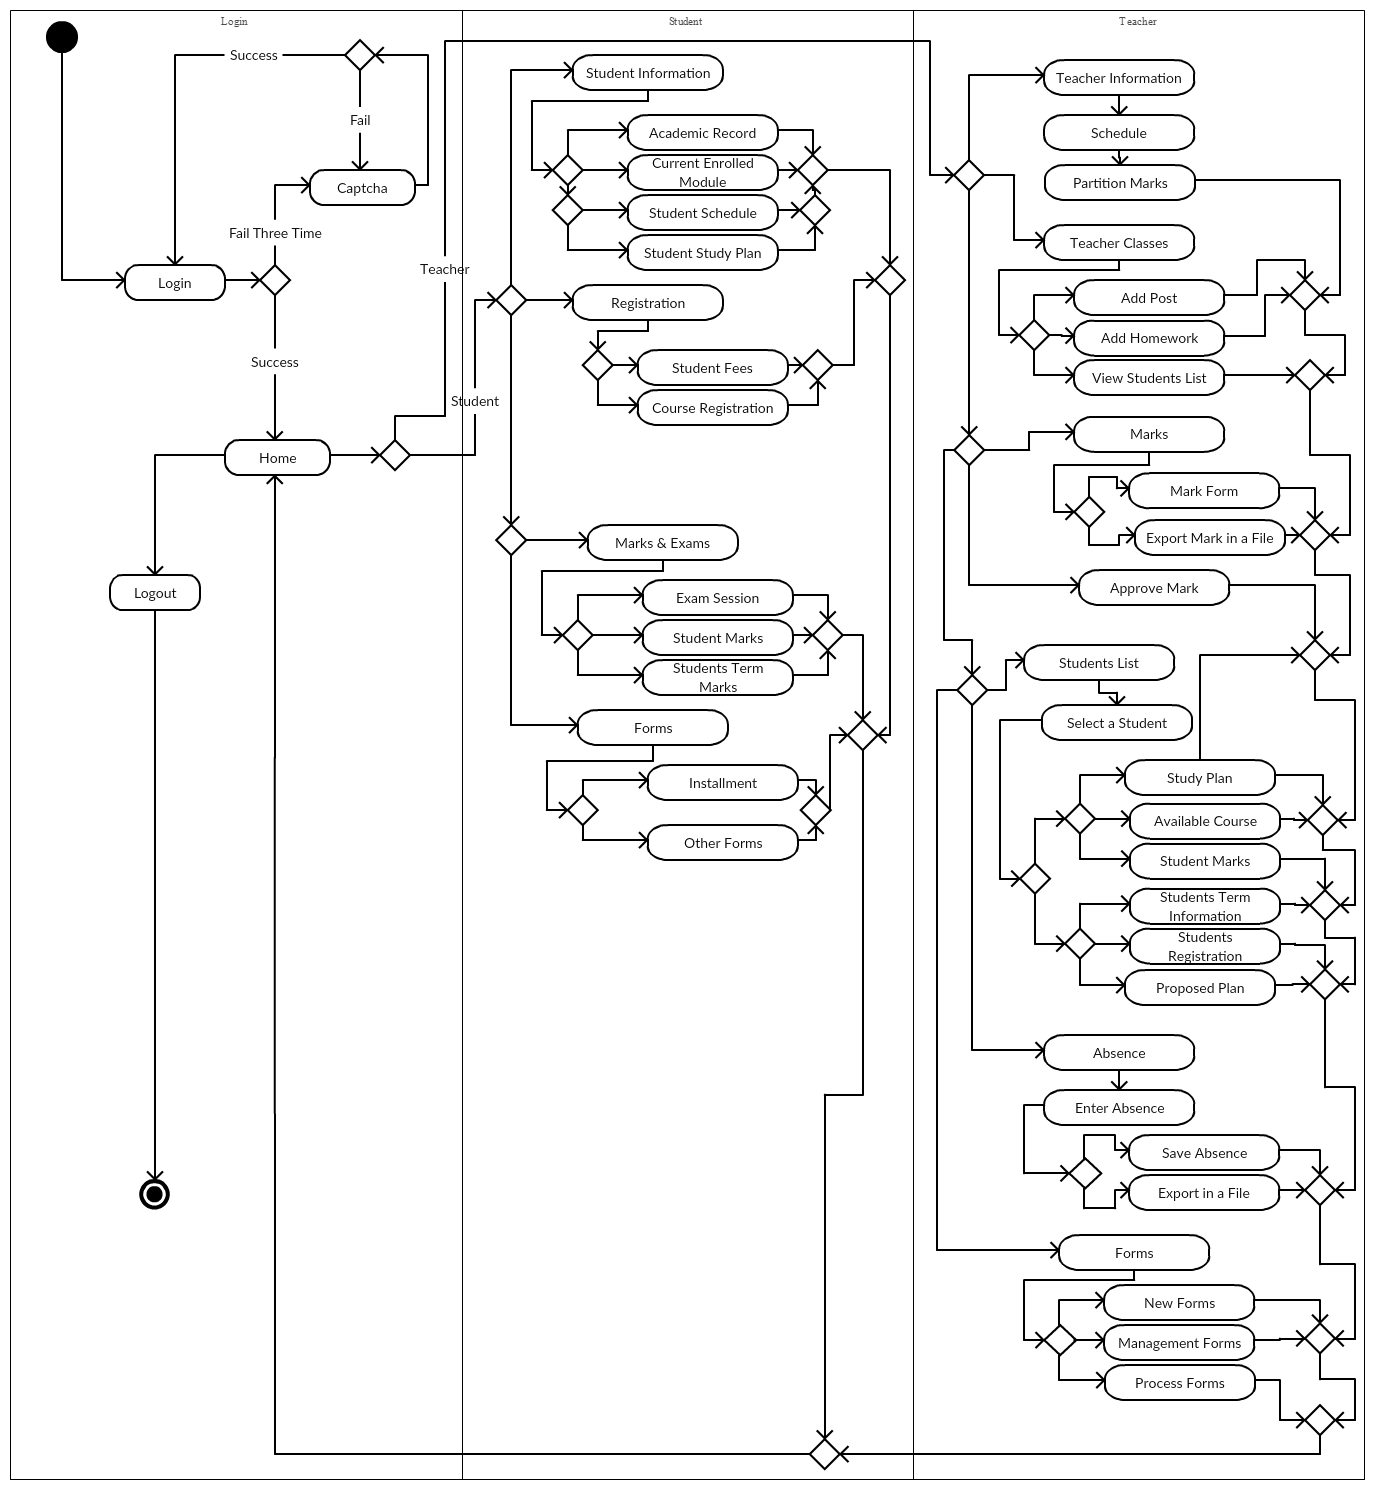 Login
Student
Teacher
Success
Fail
Captcha
Fail Three Time
Login
Success
Home
Logout
Teacher
Student
Student Information
Academic Record
Current Enrolled
Module
Student Schedule
Student Study Plan
Registration
Student Fees
Course Registration
Marks & Exams
Exam Session
Student Marks
Students Term
Marks
Forms
Installment
Other Forms
Teacher Information
Schedule
Partition Marks
Teacher Classes
Add Post
Add Homework
View Students List
Marks
Mark Form
Export Mark in a File
Approve Mark
Students List
Select a Student
Study Plan
Available Course
Student Marks
Students Term
Information
Students
Registration
Proposed Plan
Absence
Enter Absence
Save Absence
Export in a File
Forms
New Forms
Management Forms
Process Forms